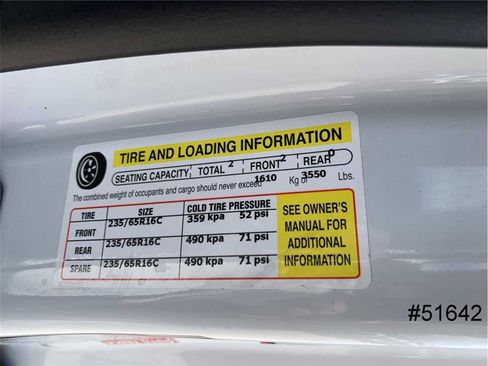 TIRE AND LOADING INFORMATION
SEATING CAPACITY TOTAL 2 FRONT 2 REAR 0
The combined weight of occupants and cargo should never exceed 1610 Kg or 3550 Lbs.
TIRE SIZE COLD TIRE PRESSURE
FRONT 235/65R16C 359 kpa 52 psi
REAR 235/65R16C 490 kpa 71 psi
SPARE 235/65R16C 490 kpa 71 psi
SEE OWNER'S
MANUAL FOR
ADDITIONAL
INFORMATION
#51642